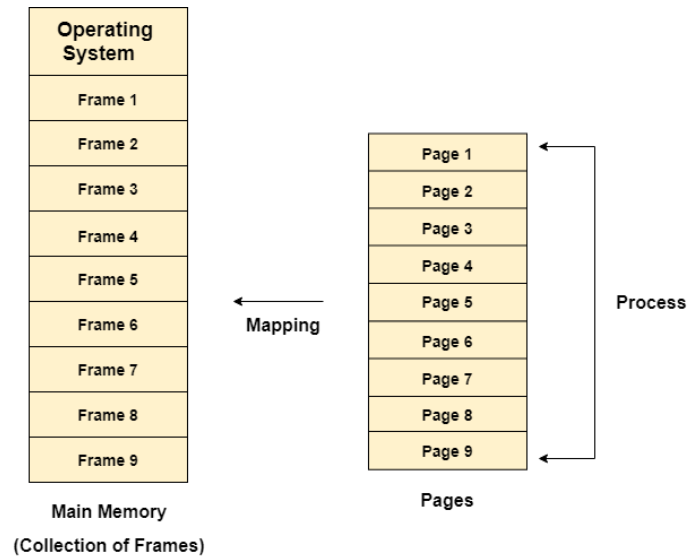 Operating
System
Frame 1
Frame 2
Frame 3
Frame 4
Frame 5
Frame 6
Frame 7
Frame 8
Frame 9
Main Memory
(Collection of Frames)
Mapping
Page 1
Page 2
Page 3
Page 4
Page 5
Page 6
Page 7
Page 8
Page 9
Pages
Process